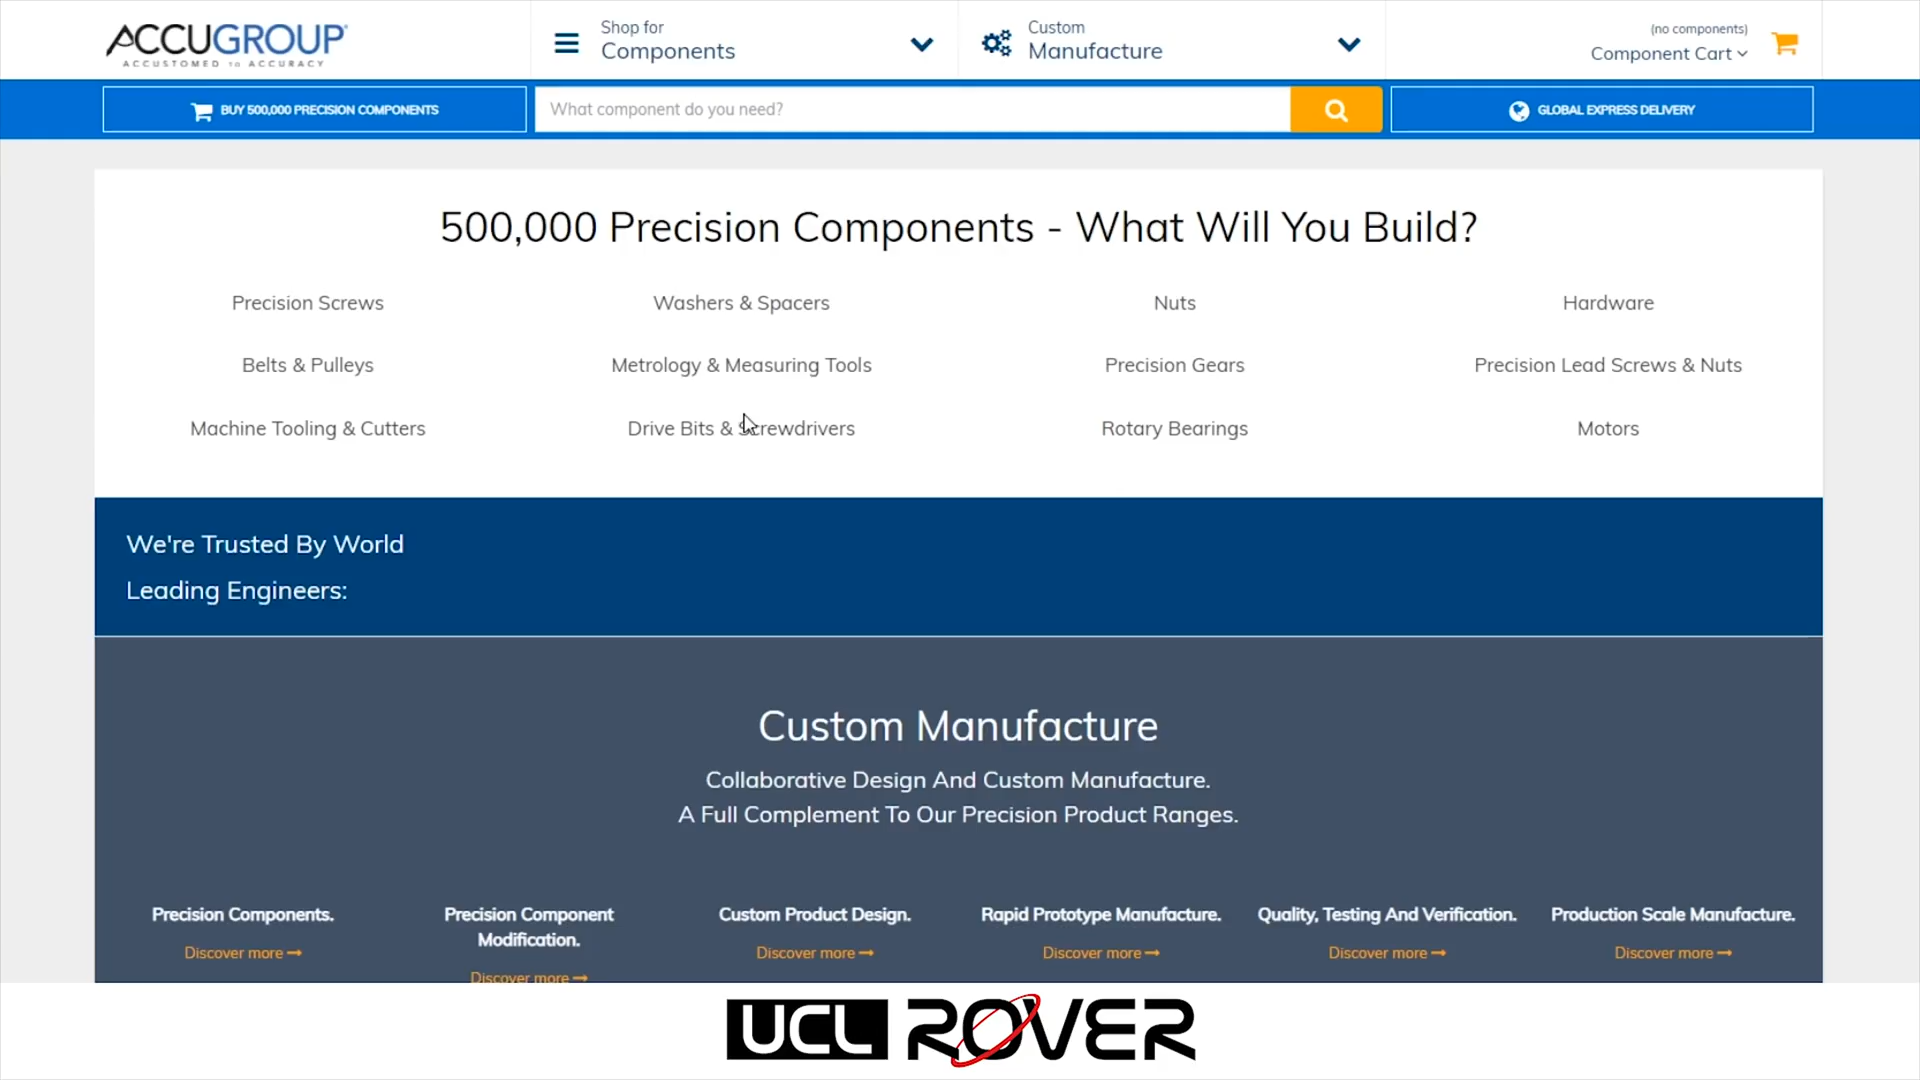 ACCUGROUP
ACCUSTOMED to ACCURACY
Shop for
Components
Custom
Manufacture
(no components)
Component Cart
BUY 500,000 PRECISION COMPONENTS
What component do you need?
GLOBAL EXPRESS DELIVERY
500,000 Precision Components - What Will You Build?
Precision Screws
Washers & Spacers
Nuts
Hardware
Belts & Pulleys
Metrology & Measuring Tools
Precision Gears
Precision Lead Screws & Nuts
Machine Tooling & Cutters
Drive Bits & Screwdrivers
Rotary Bearings
Motors
We're Trusted By World
Leading Engineers:
Custom Manufacture
Collaborative Design And Custom Manufacture.
A Full Complement To Our Precision Product Ranges.
Precision Components.
Discover more
Precision Component
Modification.
Discover more
Custom Product Design.
Discover more
Rapid Prototype Manufacture.
Discover more
Quality, Testing And Verification.
Discover more
Production Scale Manufacture.
Discover more
UCL ROVER